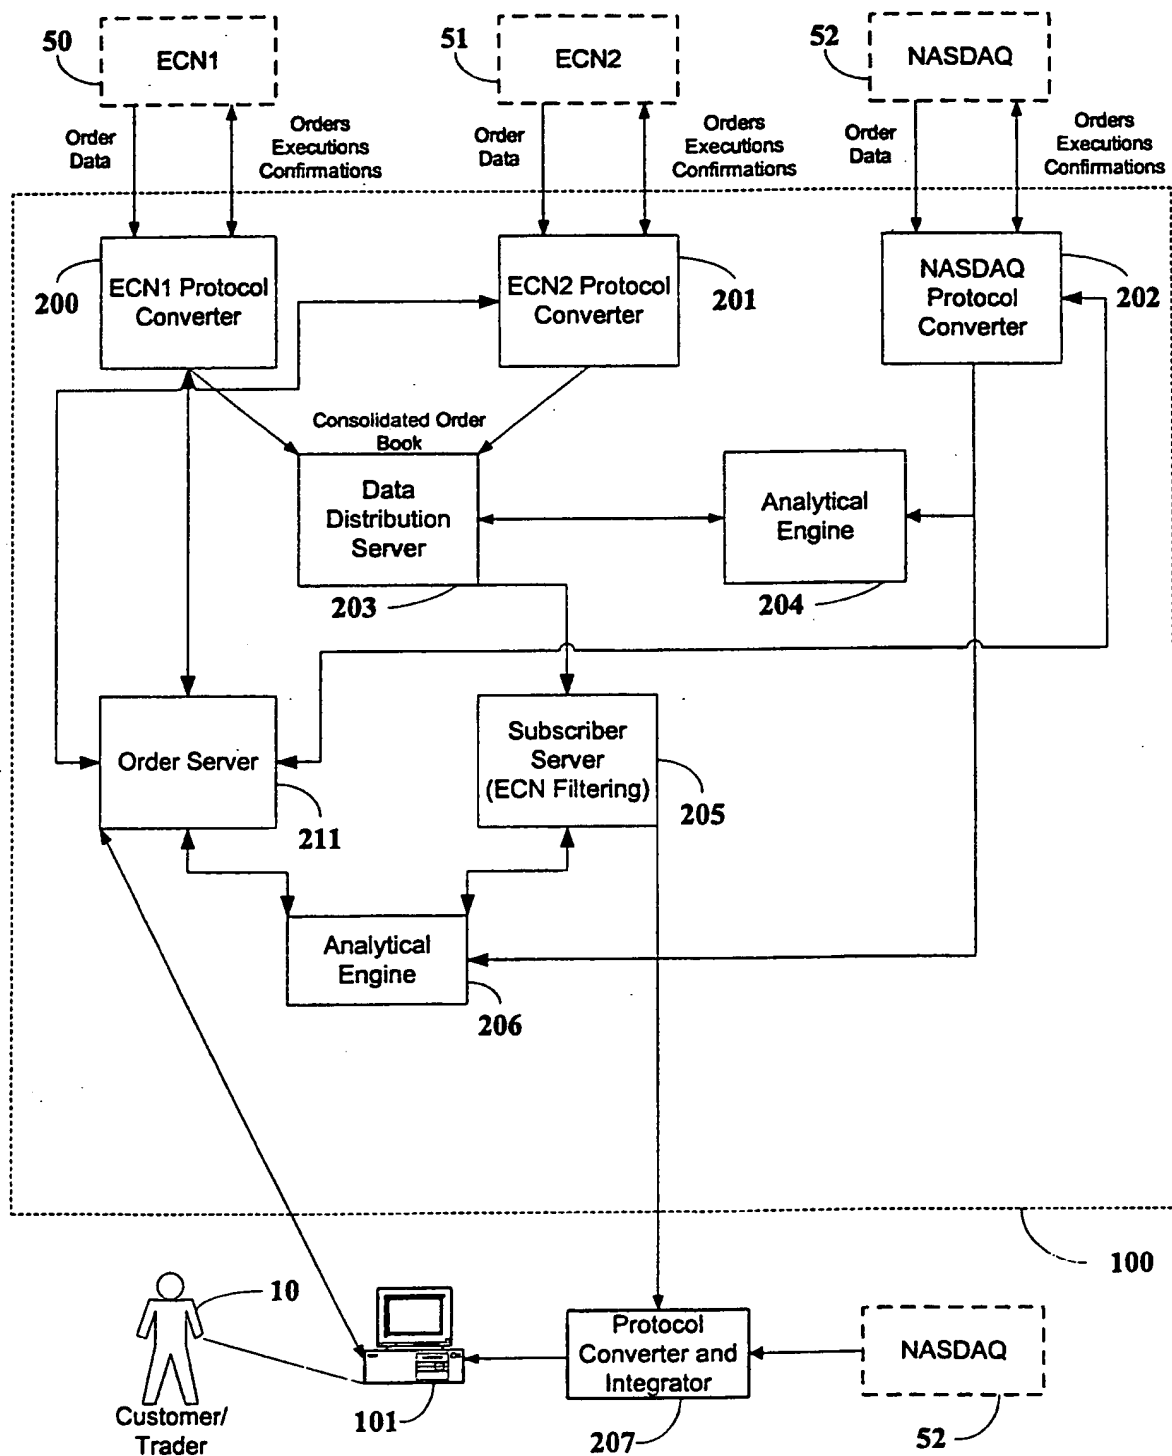 50
ECN1
51
ECN2
52
NASDAQ
Order
Data
Orders
Executions
Confirmations
Order
Data
Orders
Executions
Confirmations
Order
Data
Orders
Executions
Confirmations
200
ECN1 Protocol
Converter
ECN2 Protocol
Converter
201
NASDAQ
Protocol
Converter
202
Consolidated Order
Book
Data
Distribution
Server
203
Analytical
Engine
204
Order Server
211
Subscriber
Server
(ECN Filtering)
205
Analytical
Engine
206
100
10
Customer/
Trader
101
Protocol
Converter and
Integrator
207
NASDAQ
52